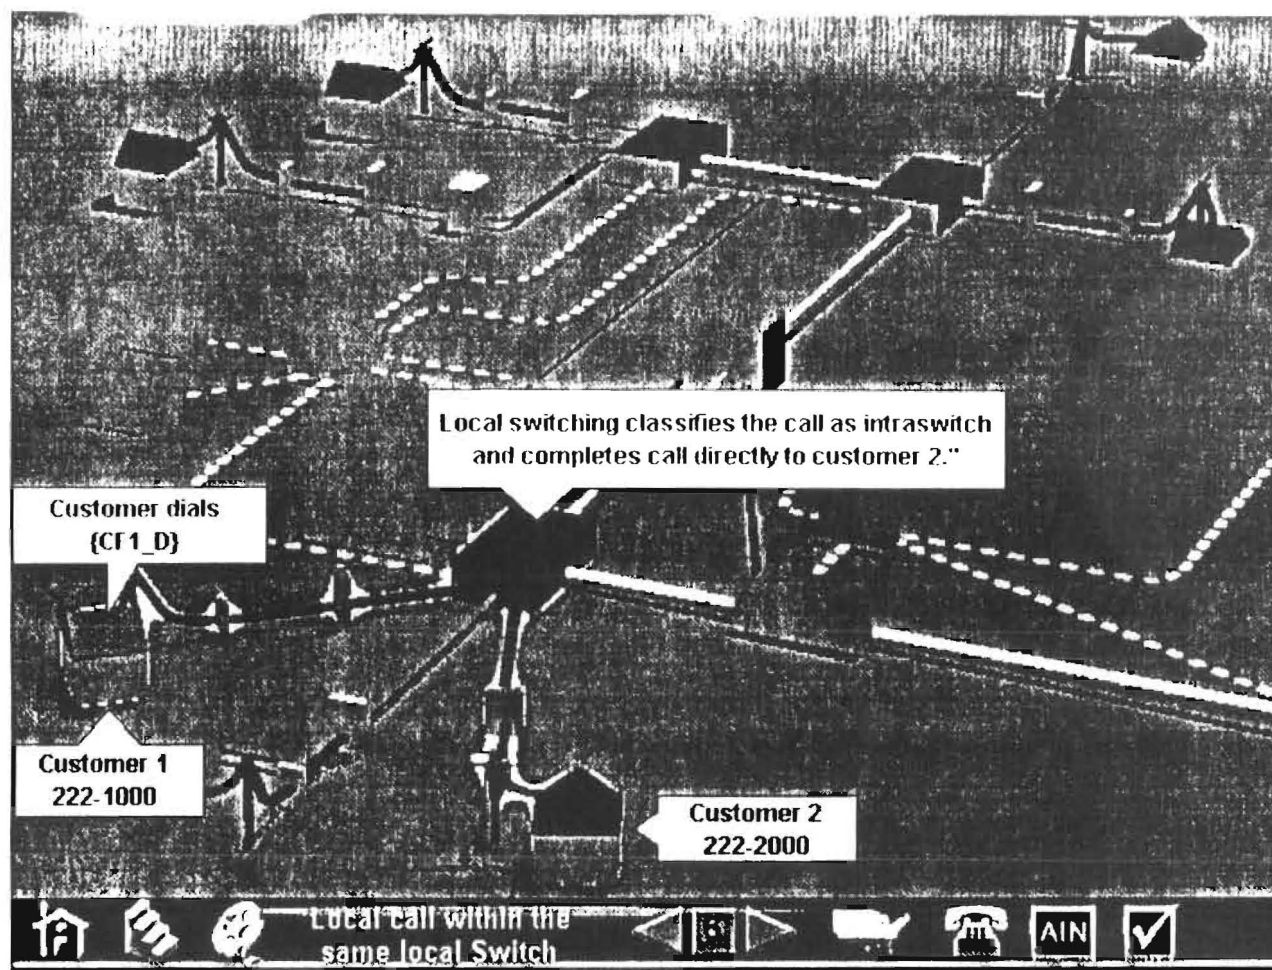 Local switching classifies the call as intraswitch
and completes call directly to customer 2."
Customer dials
{CF1_D}
Customer 1
222-1000
Customer 2
222-2000
Local call within the
same local Switch
AIN